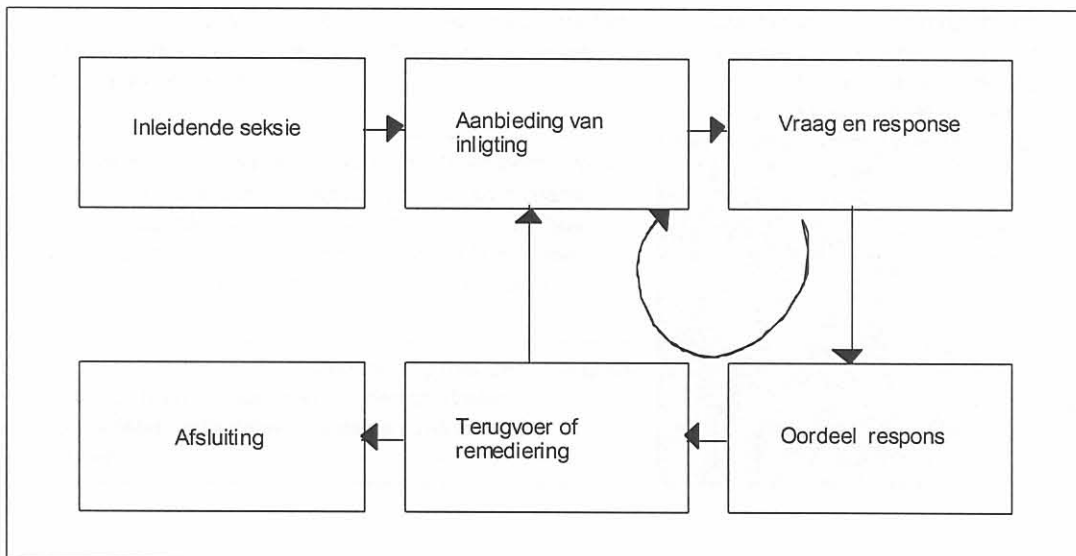 Inleidende seksie
Aanbieding van
inligting
Vraag en response
Afsluiting
Terugvoer of
remediering
Oordeel respons